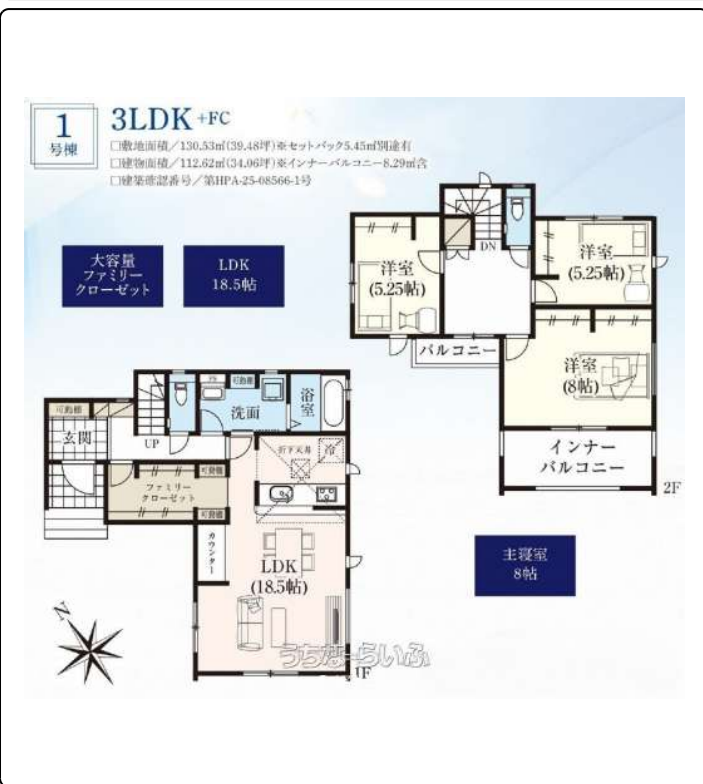 1
号棟
3LDK +FC
□敷地面積／130.53㎡(39.48坪)※セットバック5.45㎡別途有
□建物面積／112.62㎡(34.06坪)※インナーバルコニー8.29㎡含
□建築確認番号／第HPA-25-08566-1号
大容量
ファミリー
クローゼット
LDK
18.5帖
洋室
(5.25帖)
DN
洋室
(5.25帖)
バルコニー
洋室
(8帖)
インナー
バルコニー
2F
可動棚
玄関
UP
可動棚
洗面
浴室
折下天井
冷
可動棚
ファミリー
クローゼット
可動棚
カウンター
LDK
(18.5帖)
主寝室
8帖
N
うちなーらいふ
1F